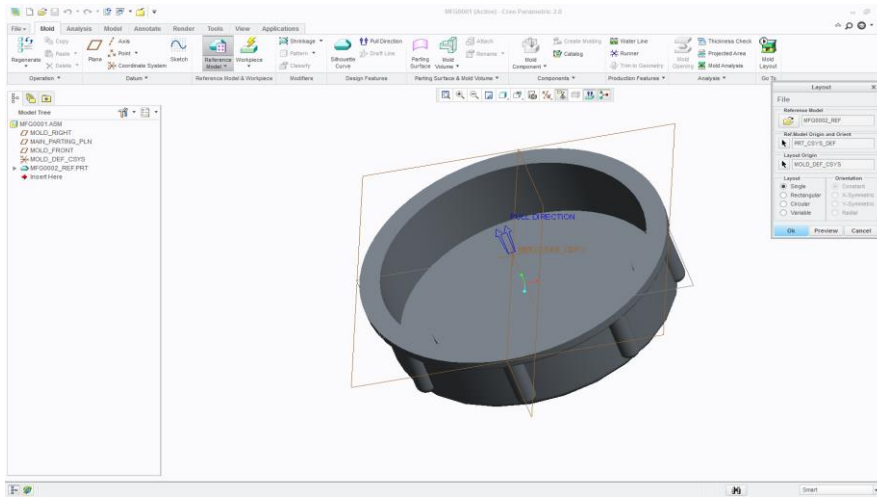 MFG0001 (Active) - Creo Parametric 2.0
File Mold Analysis Model Annotate Render Tools View Applications
Regenerate
Copy
Paste
Delete
Operation
Plane
Axis
Point
Coordinate System
Sketch
Datum
Reference Model
Workpiece
Reference Model & Workpiece
Shrinkage
Pattern
Classify
Modifiers
Silhouette Curve
Pull Direction
Draft Line
Design Features
Parting Surface
Mold Volume
Attach
Rename
Parting Surface & Mold Volume
Mold Component
Create Molding
Catalog
Components
Water Line
Runner
Trim to Geometry
Production Features
Mold Opening
Thickness Check
Projected Area
Mold Analysis
Analysis
Mold Layout
Go To
Model Tree
MFG0001.ASM
MOLD_RIGHT
MAIN_PARTING_PLN
MOLD_FRONT
MOLD_DEF_CSYS
MFG0002_REF.PRT
Insert Here
PULL DIRECTION
Layout
File
Reference Model
MFG0002_REF
Ref.Model Origin and Orient
PRT_CSYS_DEF
Layout Origin
MOLD_DEF_CSYS
Layout Orientation
Single Constant
Rectangular X-Symmetric
Circular Y-Symmetric
Variable Radial
Ok Preview Cancel
Smart